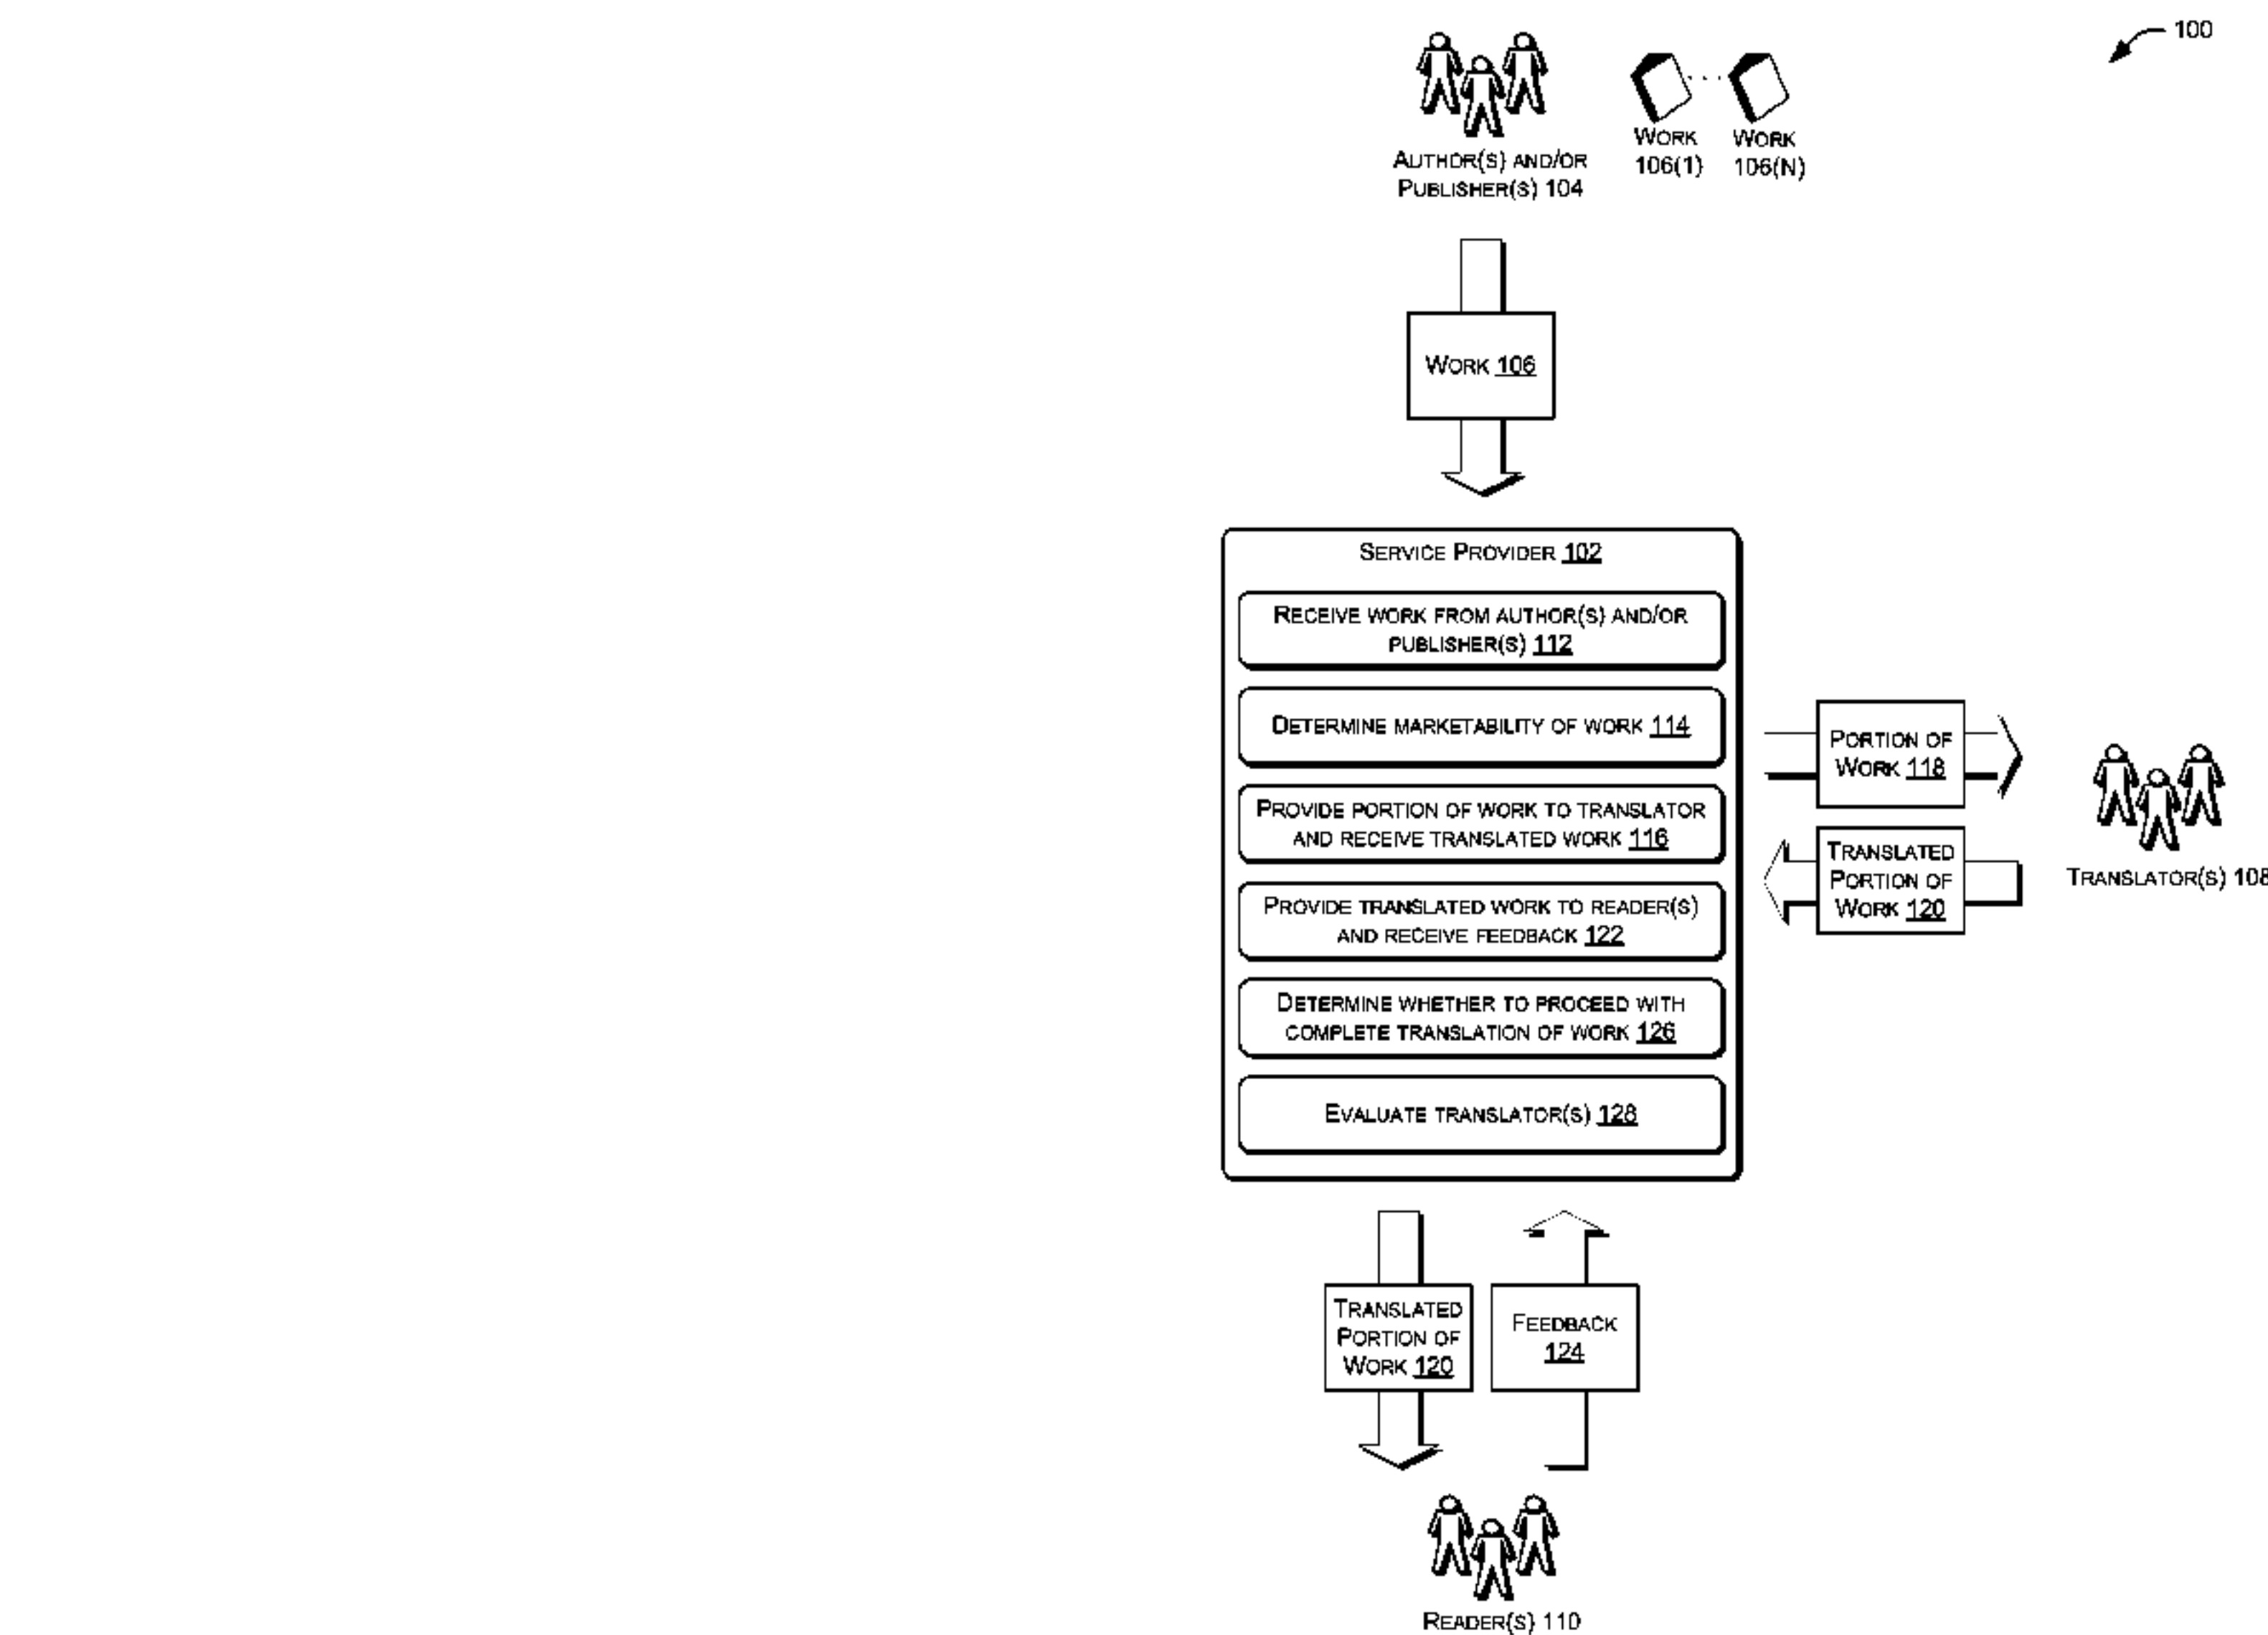 100
AUTHOR(S) AND/OR
PUBLISHER(S) 104
WORK
106(1)
WORK
106(N)
WORK 106
SERVICE PROVIDER 102
RECEIVE WORK FROM AUTHOR(S) AND/OR
PUBLISHER(S) 112
DETERMINE MARKETABILITY OF WORK 114
PROVIDE PORTION OF WORK TO TRANSLATOR
AND RECEIVE TRANSLATED WORK 116
PROVIDE TRANSLATED WORK TO READER(S)
AND RECEIVE FEEDBACK 122
DETERMINE WHETHER TO PROCEED WITH
COMPLETE TRANSLATION OF WORK 126
EVALUATE TRANSLATOR(S) 128
PORTION OF
WORK 118
TRANSLATED
PORTION OF
WORK 120
TRANSLATOR(S) 108
TRANSLATED
PORTION OF
WORK 120
FEEDBACK
124
READER(S) 110